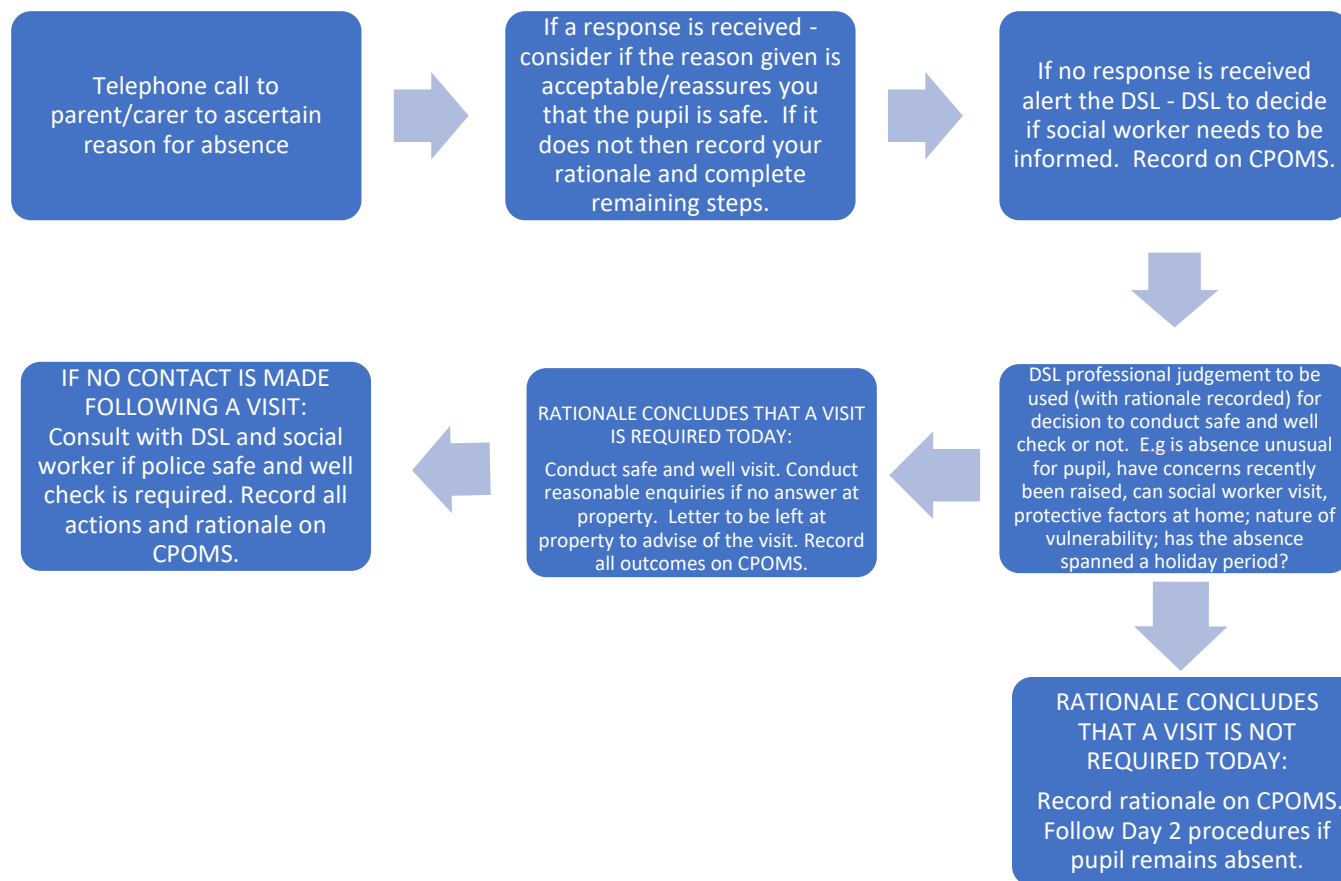 Telephone call to
parent/carer to ascertain
reason for absence
If a response is received -
consider if the reason given is
acceptable/reassures you
that the pupil is safe.  If it
does not then record your
rationale and complete
remaining steps.
If no response is received
alert the DSL - DSL to decide
if social worker needs to be
informed.  Record on CPOMS.
DSL professional judgement to be
used (with rationale recorded) for
decision to conduct safe and well
check or not.  E.g is absence unusual
for pupil, have concerns recently
been raised, can social worker visit,
protective factors at home; nature of
vulnerability; has the absence
spanned a holiday period?
RATIONALE CONCLUDES THAT A VISIT
IS REQUIRED TODAY:
Conduct safe and well visit. Conduct
reasonable enquiries if no answer at
property.  Letter to be left at
property to advise of the visit. Record
all outcomes on CPOMS.
IF NO CONTACT IS MADE
FOLLOWING A VISIT:
Consult with DSL and social
worker if police safe and well
check is required. Record all
actions and rationale on
CPOMS.
RATIONALE CONCLUDES
THAT A VISIT IS NOT
REQUIRED TODAY:
Record rationale on CPOMS.
Follow Day 2 procedures if
pupil remains absent.